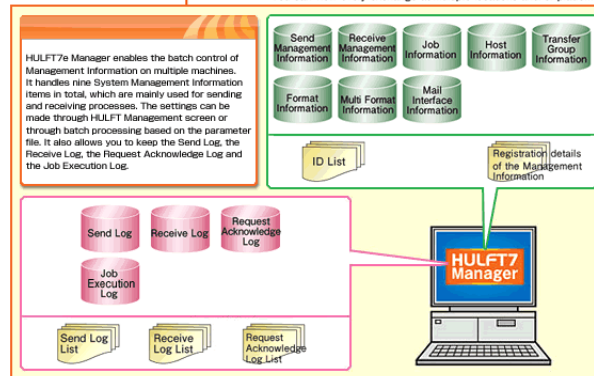 HULFT7e Manager enables the batch control of
Management Information on multiple machines.
It handles nine System Management Information
items in total, which are mainly used for sending
and receiving processes. The settings can be
made through HULFT Management screen or
through batch processing based on the parameter
file. It also allows you to keep the Send Log, the
Receive Log, the Request Acknowledge Log and
the Job Execution Log.
Send
Management
Information
Receive
Management
Information
Job
Information
Host
Information
Transfer
Group
Information
Format
Information
Multi Format
Information
Mail
Interface
Information
ID List
Registration details
of the Management
Information
Send Log
Receive Log
Request
Acknowledge
Log
Job
Execution
Log
HULFT7
Manager
Send Log
List
Receive
Log List
Request
Acknowledge
Log List